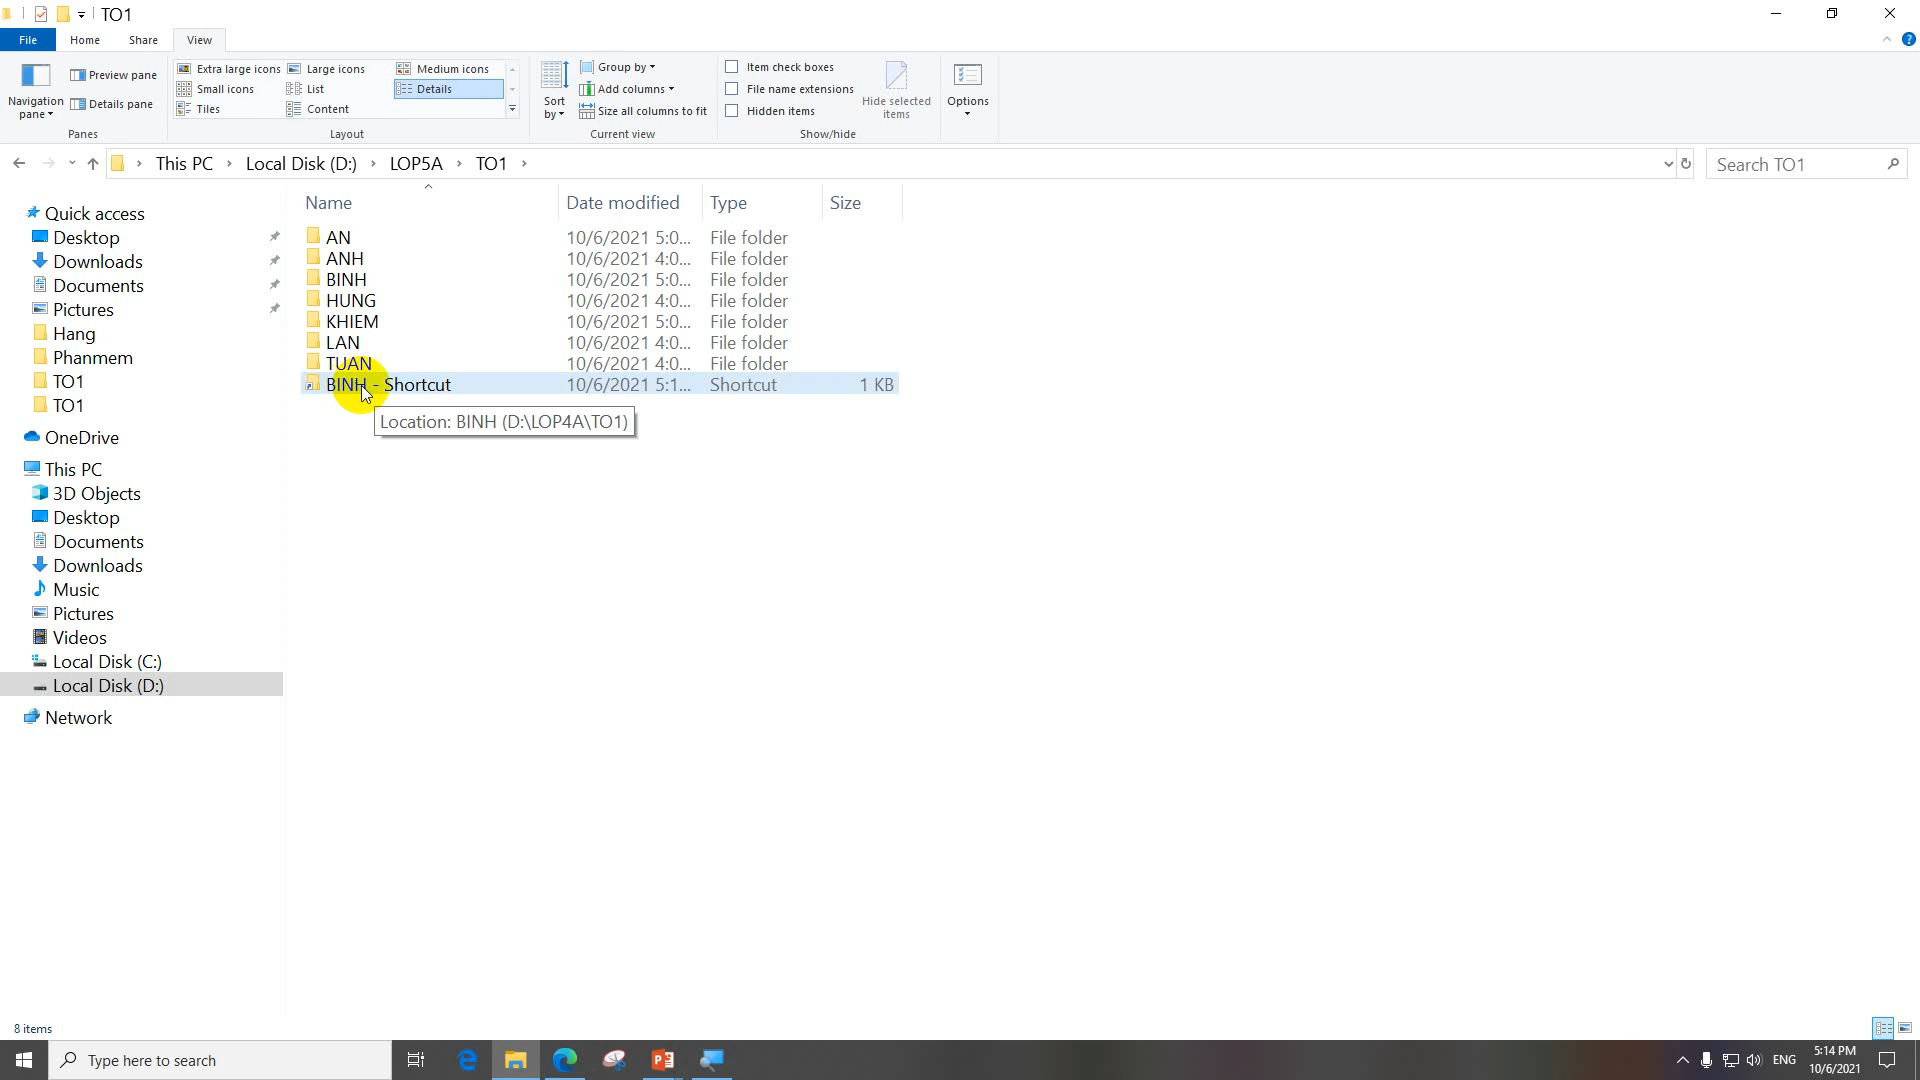 TO1
File Home Share View
Navigation pane
Preview pane
Details pane
Panes
Extra large icons Large icons Medium icons
Small icons List Details
Tiles Content
Layout
Sort by
Group by
Add columns
Size all columns to fit
Current view
Item check boxes
File name extensions
Hidden items
Hide selected items
Show/hide
Options
This PC Local Disk (D:) LOP5A TO1
Search TO1
Quick access
Desktop
Downloads
Documents
Pictures
Hang
Phanmem
TO1
TO1
OneDrive
This PC
3D Objects
Desktop
Documents
Downloads
Music
Pictures
Videos
Local Disk (C:)
Local Disk (D:)
Network
Name Date modified Type Size
AN 10/6/2021 5:0... File folder
ANH 10/6/2021 4:0... File folder
BINH 10/6/2021 5:0... File folder
HUNG 10/6/2021 4:0... File folder
KHIEM 10/6/2021 5:0... File folder
LAN 10/6/2021 4:0... File folder
TUAN 10/6/2021 4:0... File folder
BINH - Shortcut 10/6/2021 5:1... Shortcut 1 KB
Location: BINH (D:\LOP4A\TO1)
8 items
Type here to search
ENG
5:14 PM
10/6/2021